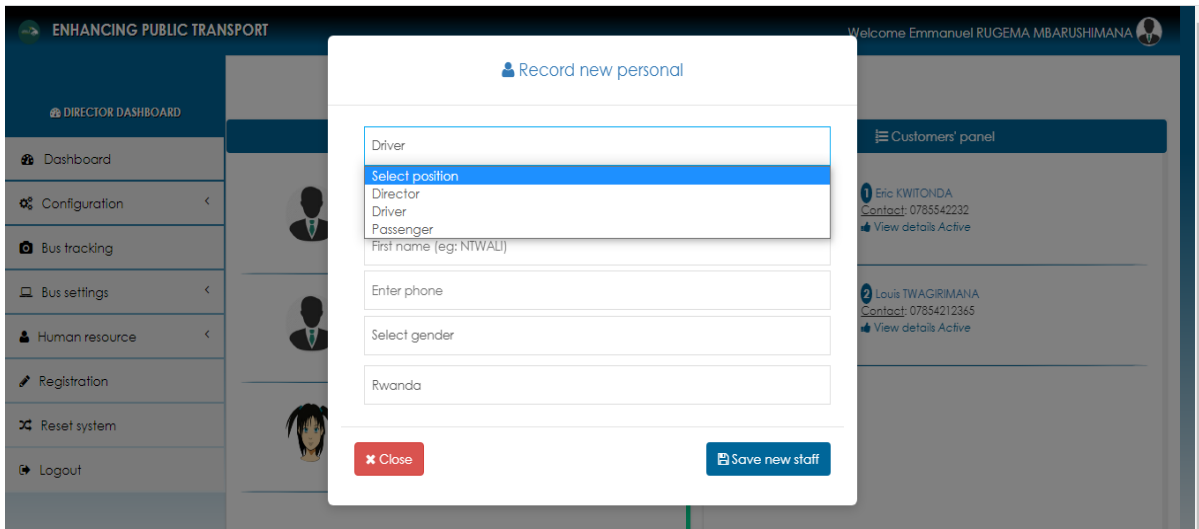 ENHANCING PUBLIC TRANSPORT
Welcome Emmanuel RUGEMA MBARUSHIMANA
DIRECTOR DASHBOARD
Dashboard
Configuration
Bus tracking
Bus settings
Human resource
Registration
Reset system
Logout
Record new personal
Driver
Select position
Director
Driver
Passenger
First name (eg: NTWALI)
Enter phone
Select gender
Rwanda
Close
Save new staff
Customers' panel
1 Eric KWITONDA
Contact: 0785542232
View details Active
2 Louis TWAGIRIMANA
Contact: 07854212365
View details Active